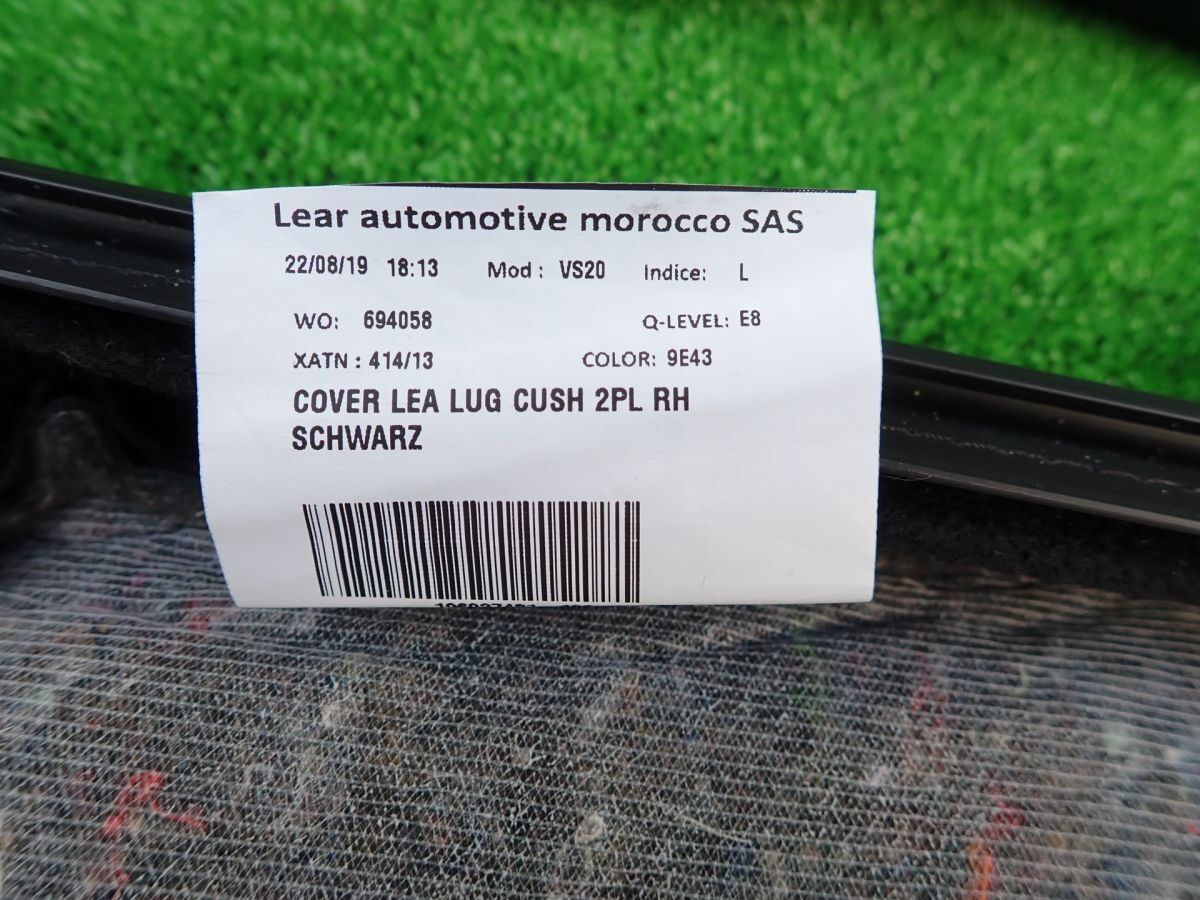 Lear automotive morocco SAS
22/08/19 18:13 Mod : VS20 Indice: L
WO: 694058 Q-LEVEL: E8
XATN : 414/13 COLOR: 9E43
COVER LEA LUG CUSH 2PL RH
SCHWARZ